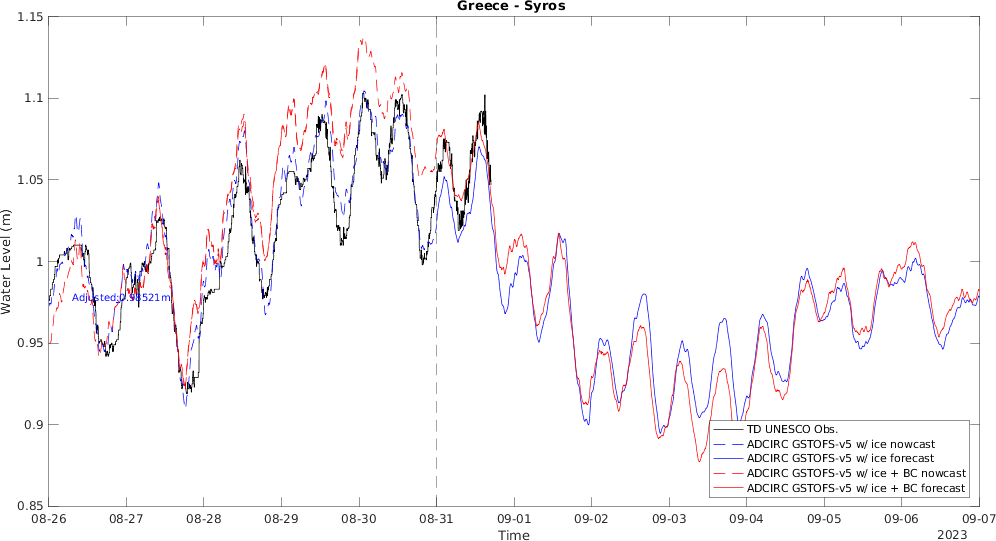 Greece - Syros
1.15
1.1
1.05
1
0.95
0.9
0.85
Water Level (m)
Adjusted:0.98521m
TD UNESCO Obs.
ADCIRC GSTOFS-v5 w/ ice nowcast
ADCIRC GSTOFS-v5 w/ ice forecast
ADCIRC GSTOFS-v5 w/ ice + BC nowcast
ADCIRC GSTOFS-v5 w/ ice + BC forecast
08-26 08-27 08-28 08-29 08-30 08-31 09-01 09-02 09-03 09-04 09-05 09-06 09-07
Time
2023